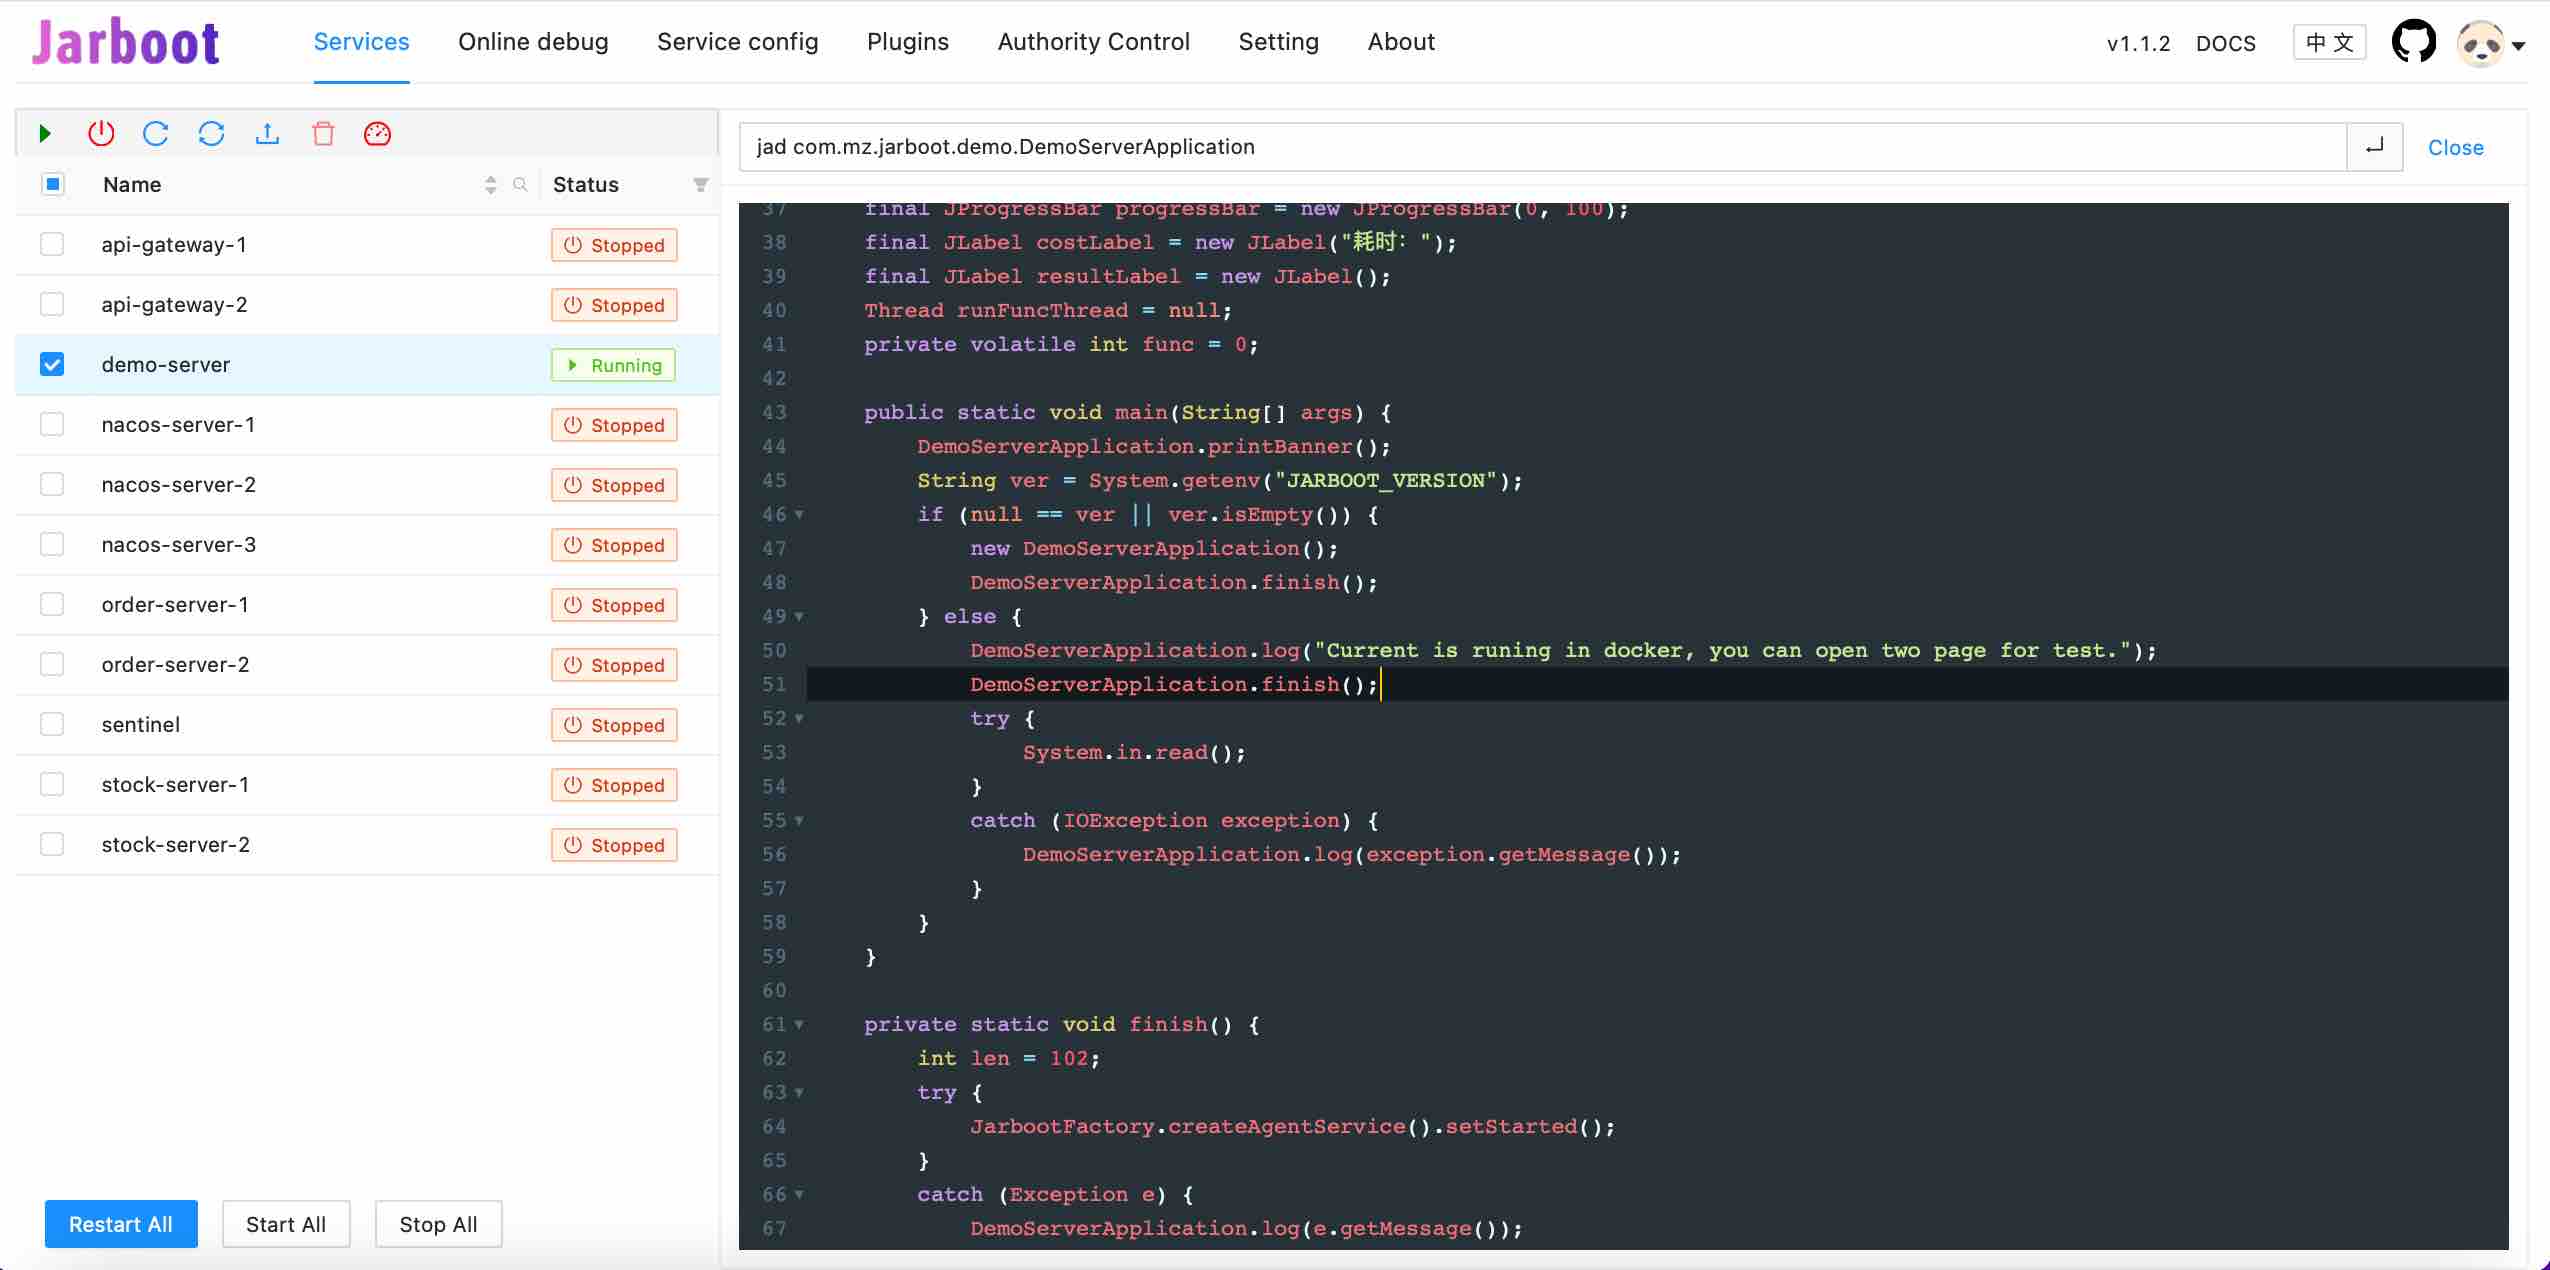 Jarboot
Services Online debug Service config Plugins Authority Control Setting About
v1.1.2 DOCS 中 文
jad com.mz.jarboot.demo.DemoServerApplication
Close
Name Status
api-gateway-1 Stopped
api-gateway-2 Stopped
demo-server Running
nacos-server-1 Stopped
nacos-server-2 Stopped
nacos-server-3 Stopped
order-server-1 Stopped
order-server-2 Stopped
sentinel Stopped
stock-server-1 Stopped
stock-server-2 Stopped
Restart All Start All Stop All
37 final JProgressBar progressBar = new JProgressBar(0, 100);
38 final JLabel costLabel = new JLabel("耗时：");
39 final JLabel resultLabel = new JLabel();
40 Thread runFuncThread = null;
41 private volatile int func = 0;
42
43 public static void main(String[] args) {
44 DemoServerApplication.printBanner();
45 String ver = System.getenv("JARBOOT_VERSION");
46 if (null == ver || ver.isEmpty()) {
47 new DemoServerApplication();
48 DemoServerApplication.finish();
49 } else {
50 DemoServerApplication.log("Current is runing in docker, you can open two page for test.");
51 DemoServerApplication.finish();
52 try {
53 System.in.read();
54 }
55 catch (IOException exception) {
56 DemoServerApplication.log(exception.getMessage());
57 }
58 }
59 }
60
61 private static void finish() {
62 int len = 102;
63 try {
64 JarbootFactory.createAgentService().setStarted();
65 }
66 catch (Exception e) {
67 DemoServerApplication.log(e.getMessage());